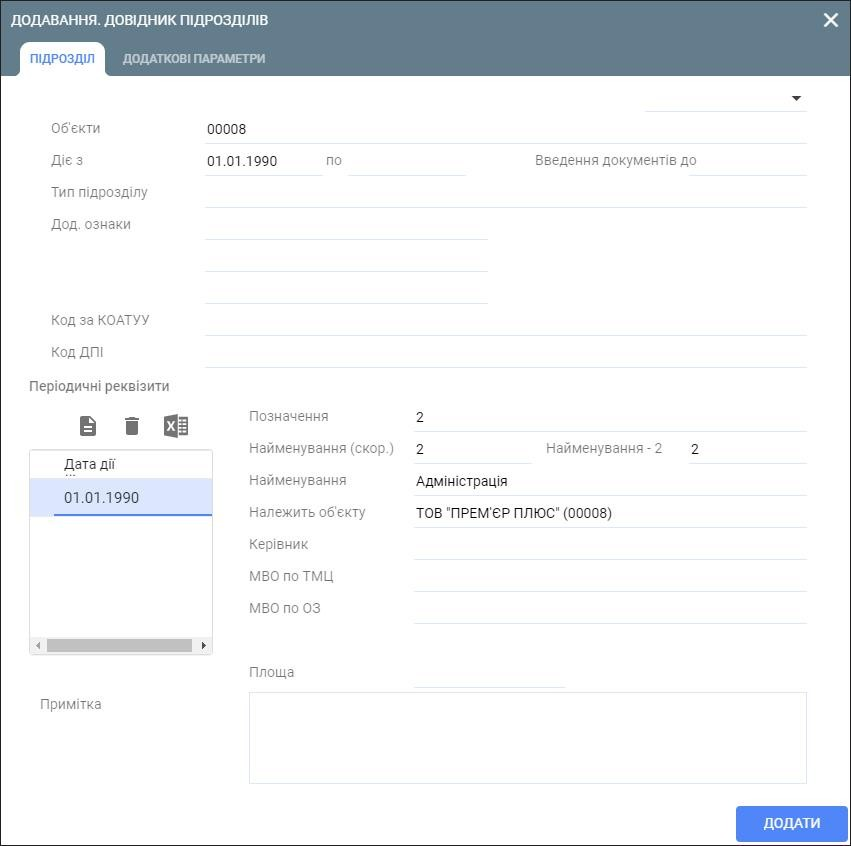 ДОДАВАННЯ. ДОВІДНИК ПІДРОЗДІЛІВ
ПІДРОЗДІЛ ДОДАТКОВІ ПАРАМЕТРИ
Об'єкти 00008
Діє з 01.01.1990 по Введення документів до
Тип підрозділу
Дод. ознаки
Код за КОАТУУ
Код ДПІ
Періодичні реквізити
Позначення 2
Найменування (скор.) 2 Найменування - 2 2
Дата дії
Найменування Адміністрація
01.01.1990
Належить об'єкту ТОВ "ПРЕМ'ЄР ПЛЮС" (00008)
Керівник
МВО по ТМЦ
МВО по ОЗ
Площа
Примітка
ДОДАТИ